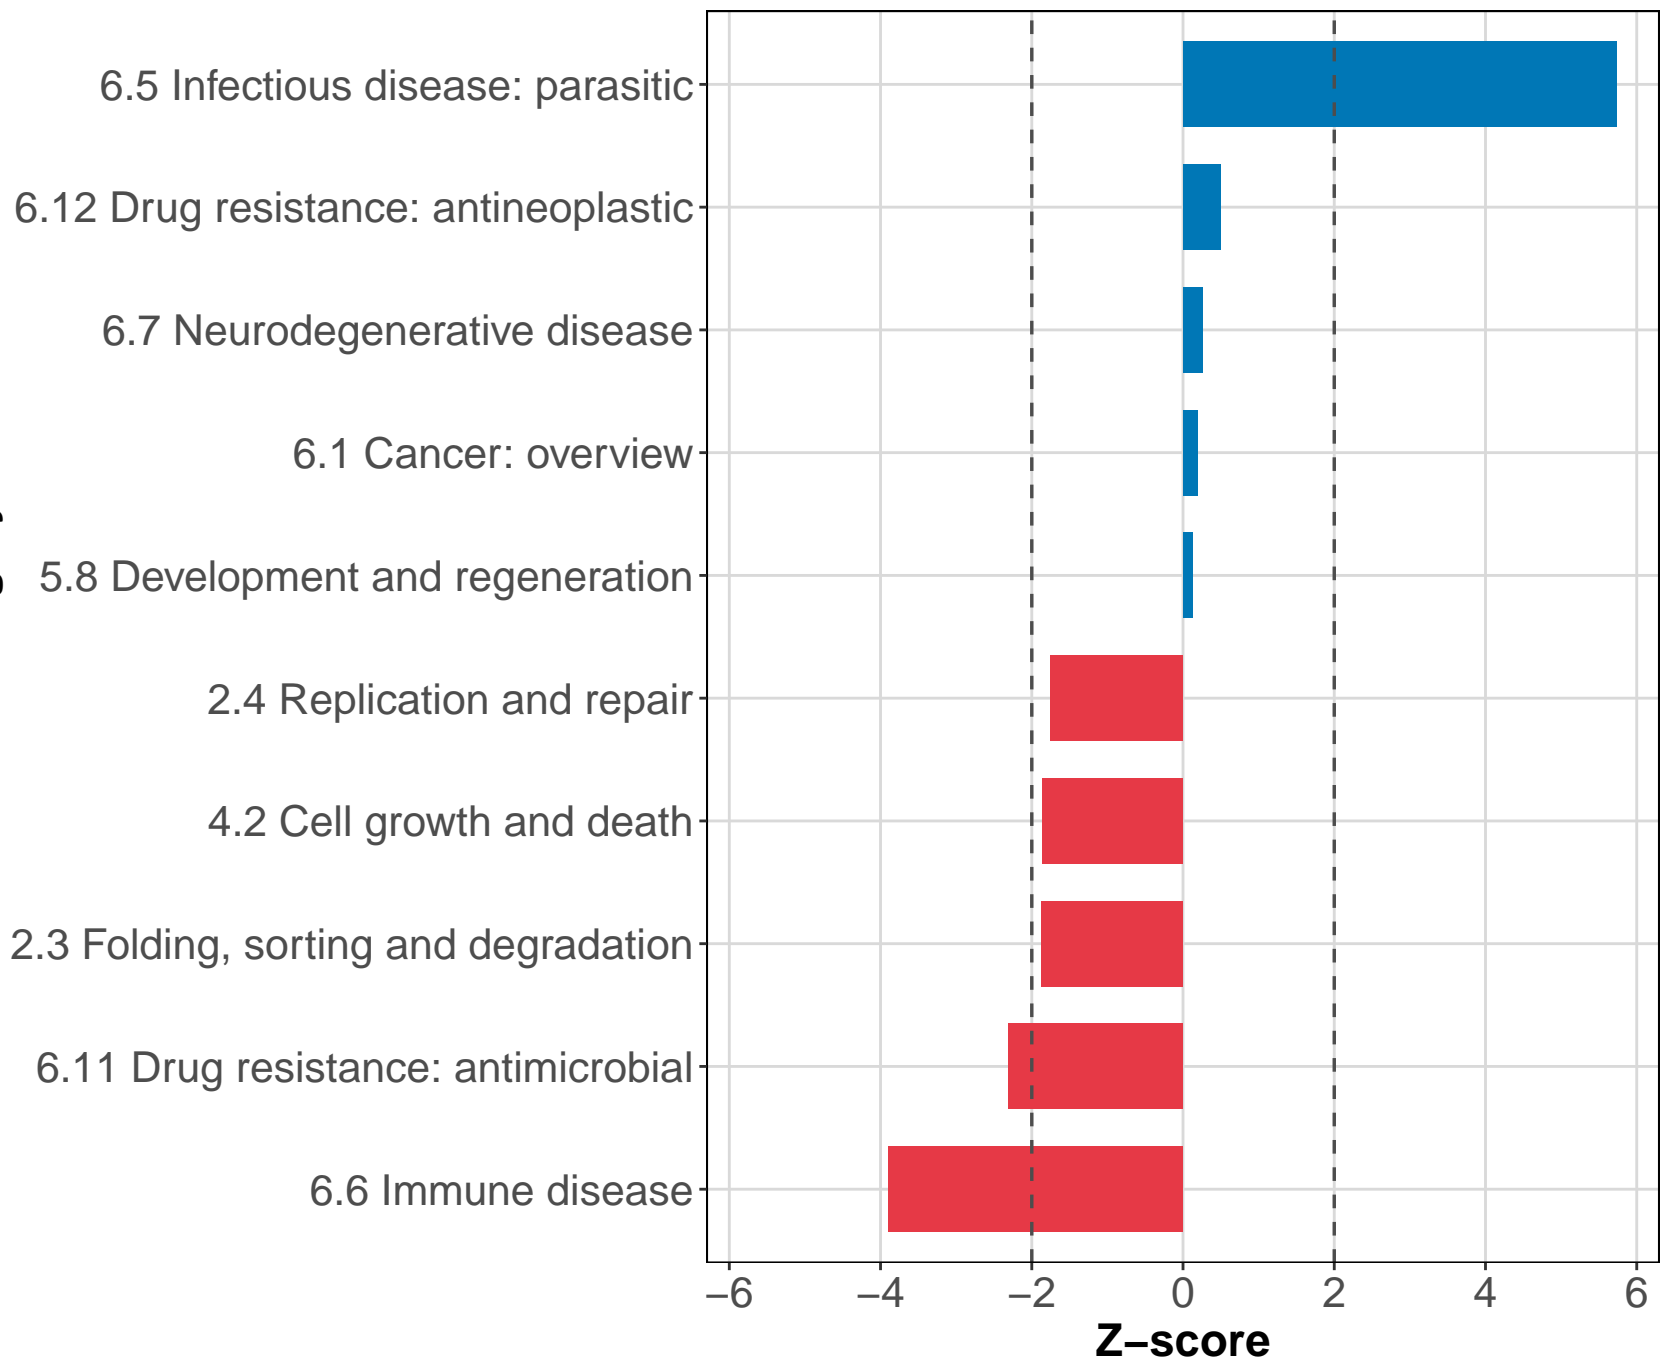 6.5 Infectious disease: parasitic
6.12 Drug resistance: antineoplastic
6.7 Neurodegenerative disease
6.1 Cancer: overview
5.8 Development and regeneration
2.4 Replication and repair
4.2 Cell growth and death
2.3 Folding, sorting and degradation
6.11 Drug resistance: antimicrobial
6.6 Immune disease
−6 −4 −2 0 2 4 6
Z−score